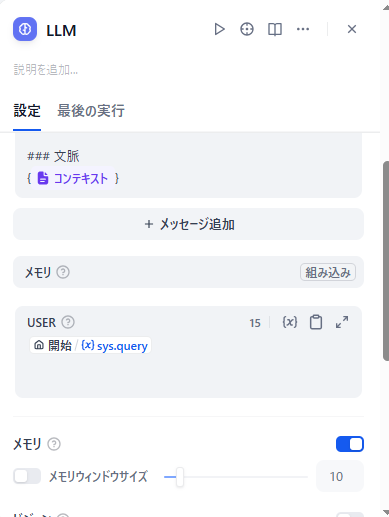 LLM
説明を追加...
設定 最後の実行
### 文脈
{ コンテキスト }
+ メッセージ追加
メモリ 組み込み
USER 15 {x}
開始 / {x} sys.query
メモリ
メモリウィンドウサイズ 10